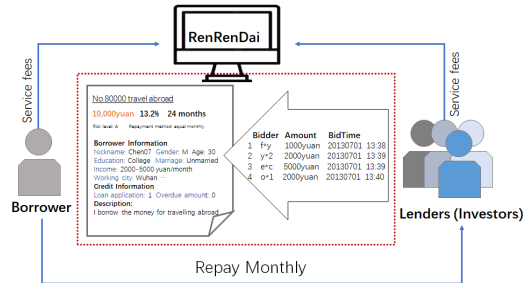 RenRenDai
Service fees
Service fees
No.80000 travel abroad
10,000yuan 13.2% 24 months
Risk level: A Repayment method: equal monthly
Borrower Information
Nickname: Chen07 Gender: M Age: 30
Education: College Marriage: Unmarried
Income: 2000-5000 yuan/month
Working city: Wuhan ···
Credit Information
Loan application: 1 Overdue amount: 0
Description:
I borrow the money for travelling abroad
Bidder Amount BidTime
1 f*y 1000yuan 20130701 13:38
2 y*2 2000yuan 20130701 13:39
3 e*c 5000yuan 20130701 13:39
4 o*1 2000yuan 20130701 13:40
Borrower
Lenders (Investors)
Repay Monthly